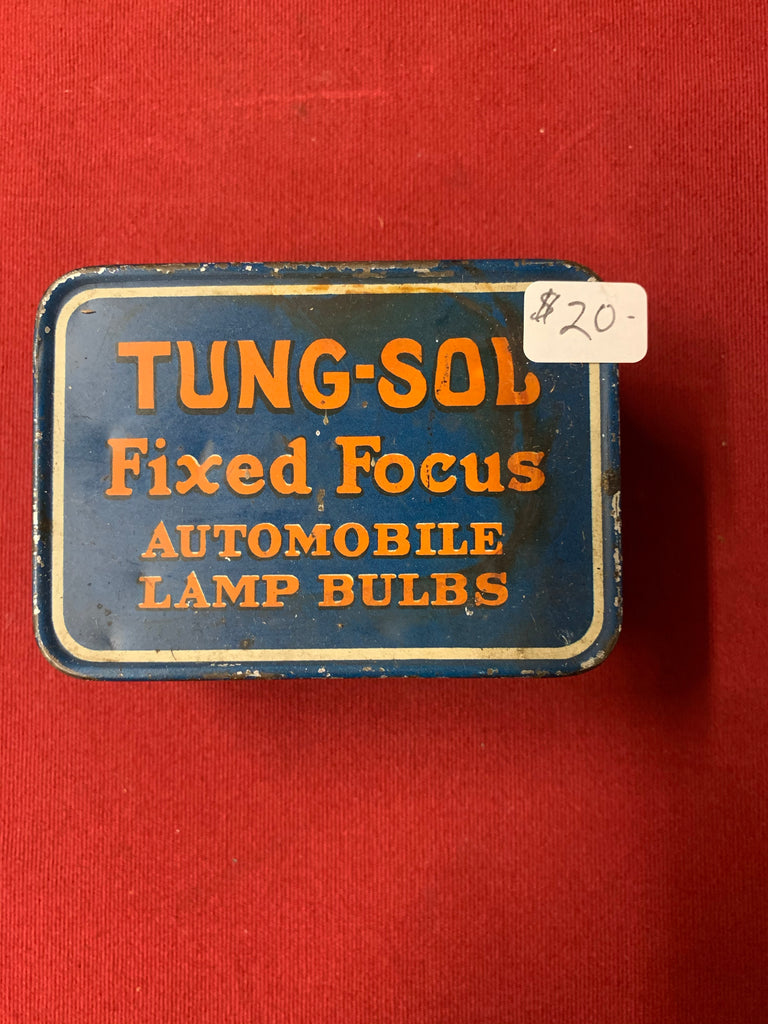 $20-
TUNG-SOL
Fixed Focus
AUTOMOBILE
LAMP BULBS